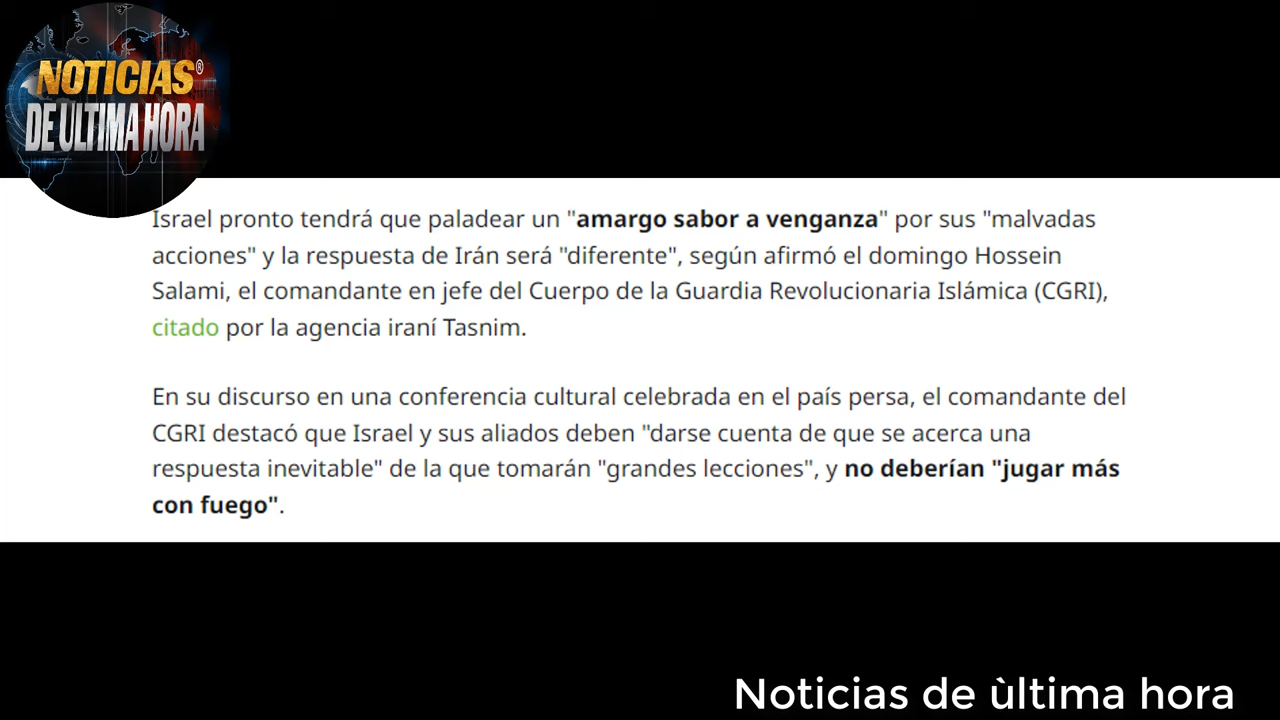 NOTICIAS®
DE ULTIMA HORA
Israel pronto tendrá que paladear un "amargo sabor a venganza" por sus "malvadas
acciones" y la respuesta de Irán será "diferente", según afirmó el domingo Hossein
Salami, el comandante en jefe del Cuerpo de la Guardia Revolucionaria Islámica (CGRI),
citado por la agencia iraní Tasnim.
En su discurso en una conferencia cultural celebrada en el país persa, el comandante del
CGRI destacó que Israel y sus aliados deben "darse cuenta de que se acerca una
respuesta inevitable" de la que tomarán "grandes lecciones", y no deberían "jugar más
con fuego".
Noticias de ùltima hora